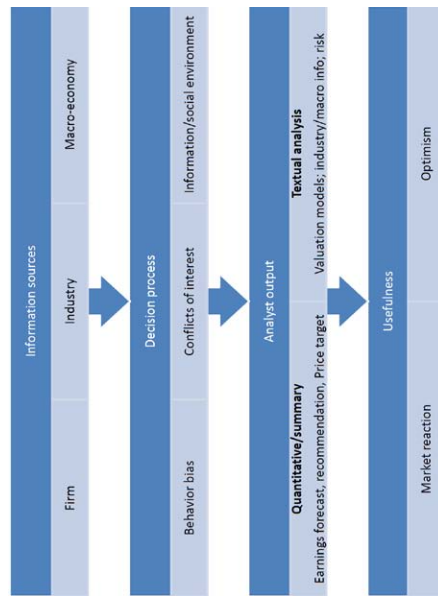 Information sources
Firm
Industry
Macro-economy
Decision process
Behavior bias
Conflicts of interest
Information/social environment
Analyst output
Quantitative/summary
Earnings forecast, recommendation, Price target
Textual analysis
Valuation models; industry/macro info; risk
Usefulness
Market reaction
Optimism